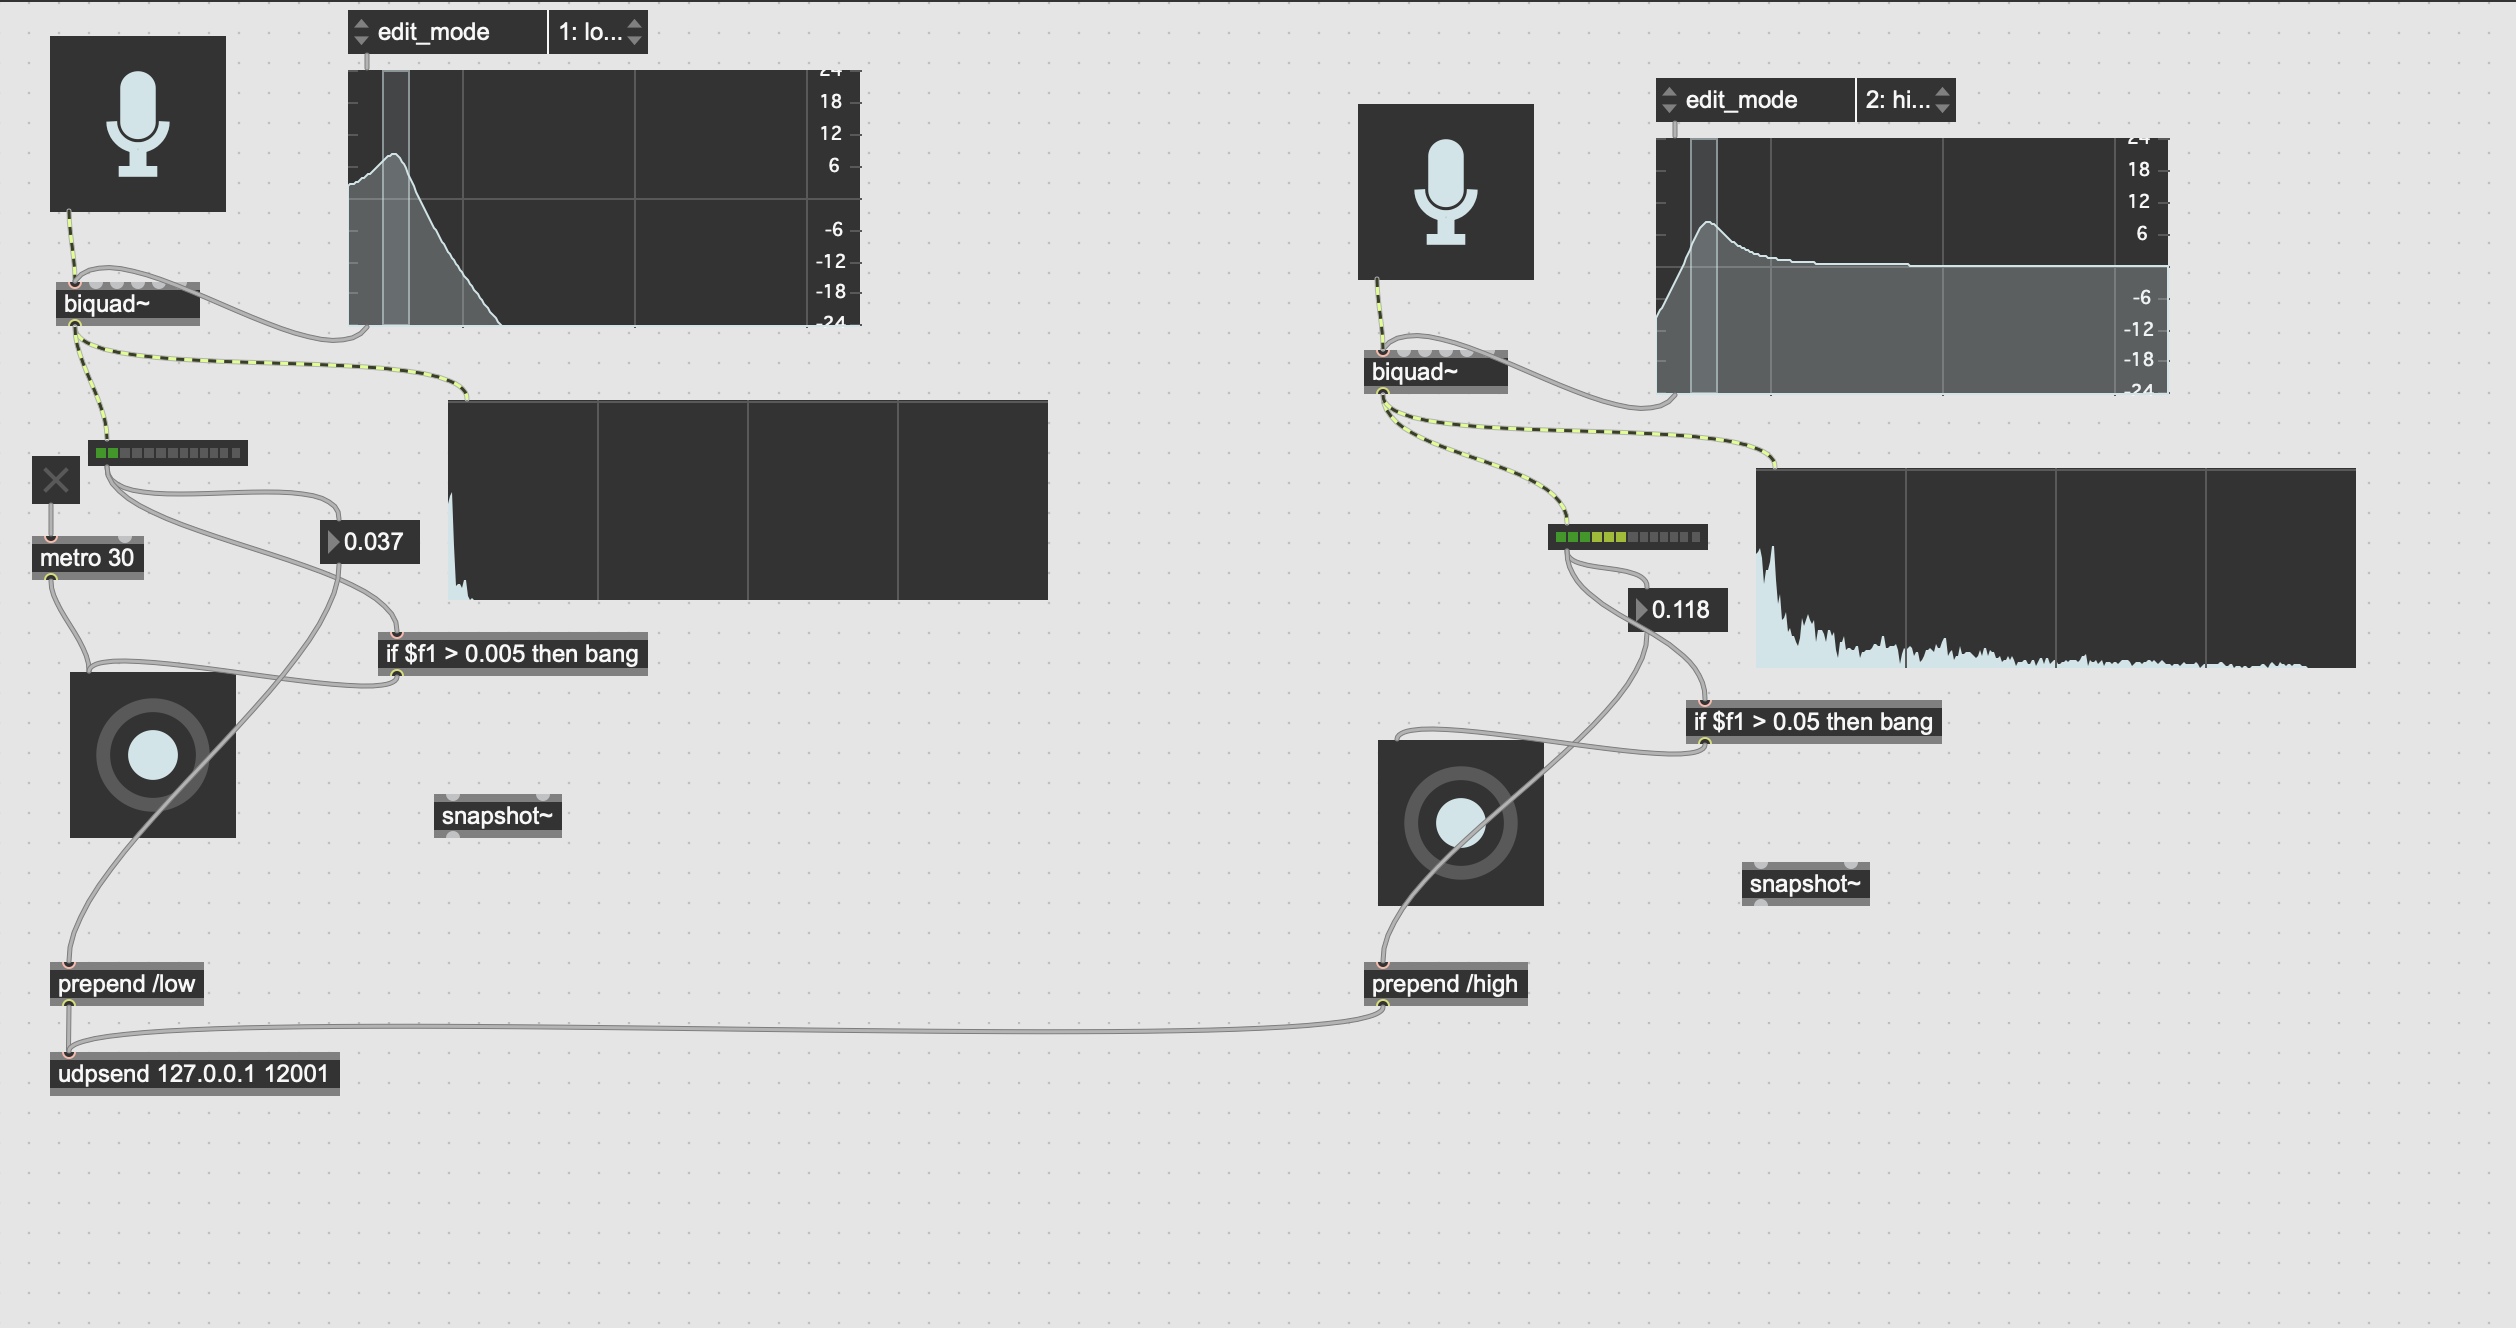 edit_mode 1: lo...
24
18
12
6
-6
-12
-18
-24
biquad~
0.037
metro 30
if $f1 > 0.005 then bang
snapshot~
prepend /low
udpsend 127.0.0.1 12001
edit_mode 2: hi...
24
18
12
6
-6
-12
-18
-24
biquad~
0.118
if $f1 > 0.05 then bang
snapshot~
prepend /high